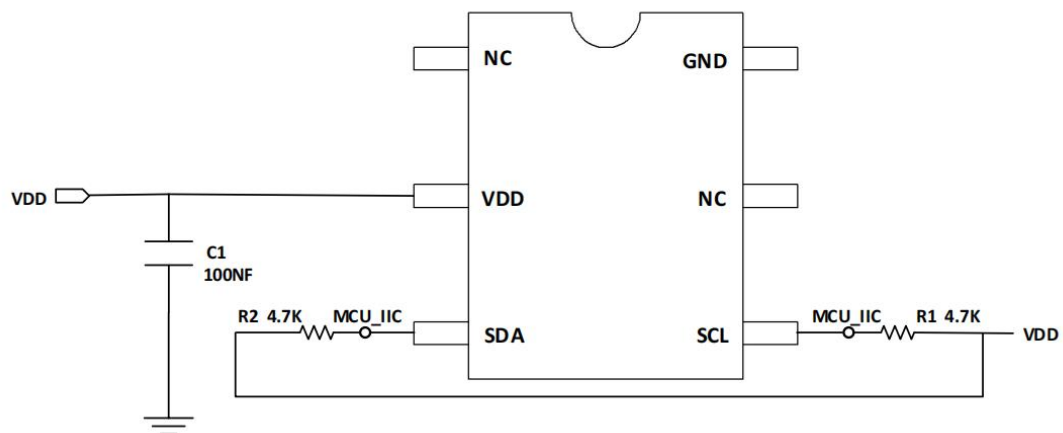 NC
GND
VDD
VDD
NC
C1
100NF
R2 4.7K
MCU_IIC
SDA
SCL
MCU_IIC
R1 4.7K
VDD